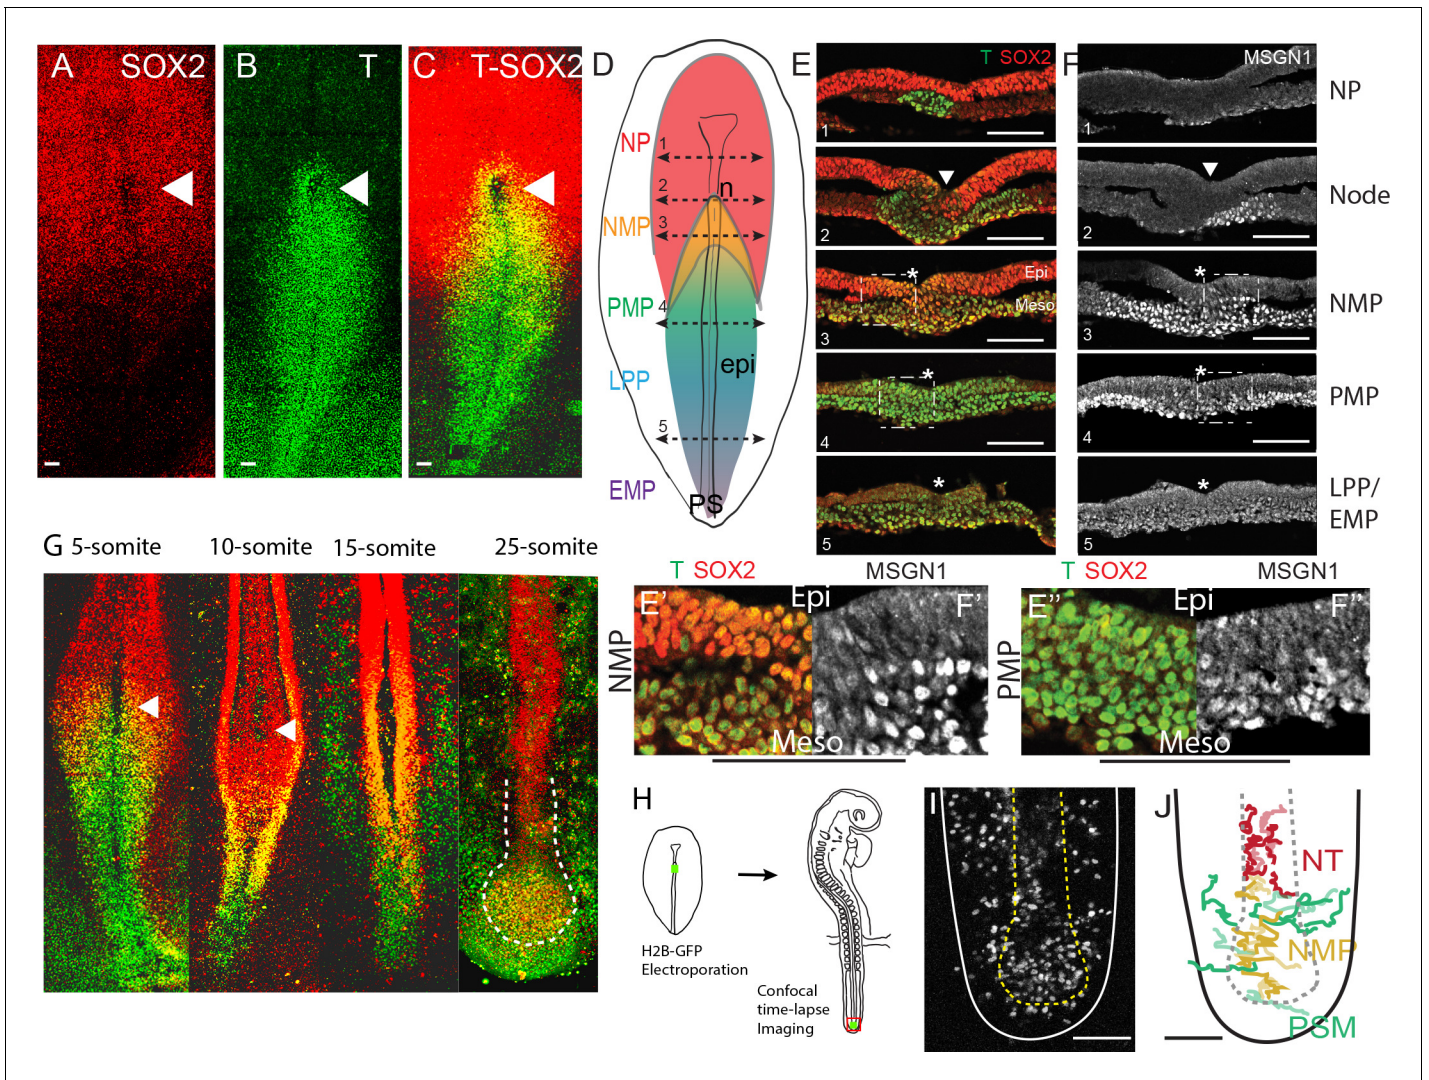 A SOX2
B T
C T-SOX2
D
NP
NMP
PMP
LPP
EMP
1
2
3
4
5
n
epi
PS
E T SOX2
1
2
3
Epi
Meso
4
5
F MSGN1
1
2
3
4
5
NP
Node
NMP
PMP
LPP/
EMP
G 5-somite 10-somite 15-somite 25-somite
T SOX2 MSGN1
E' Epi F'
NMP
Meso
T SOX2 MSGN1
E'' Epi F''
PMP
Meso
H
H2B-GFP
Electroporation
Confocal
time-lapse
Imaging
I
J
NT
NMP
PSM